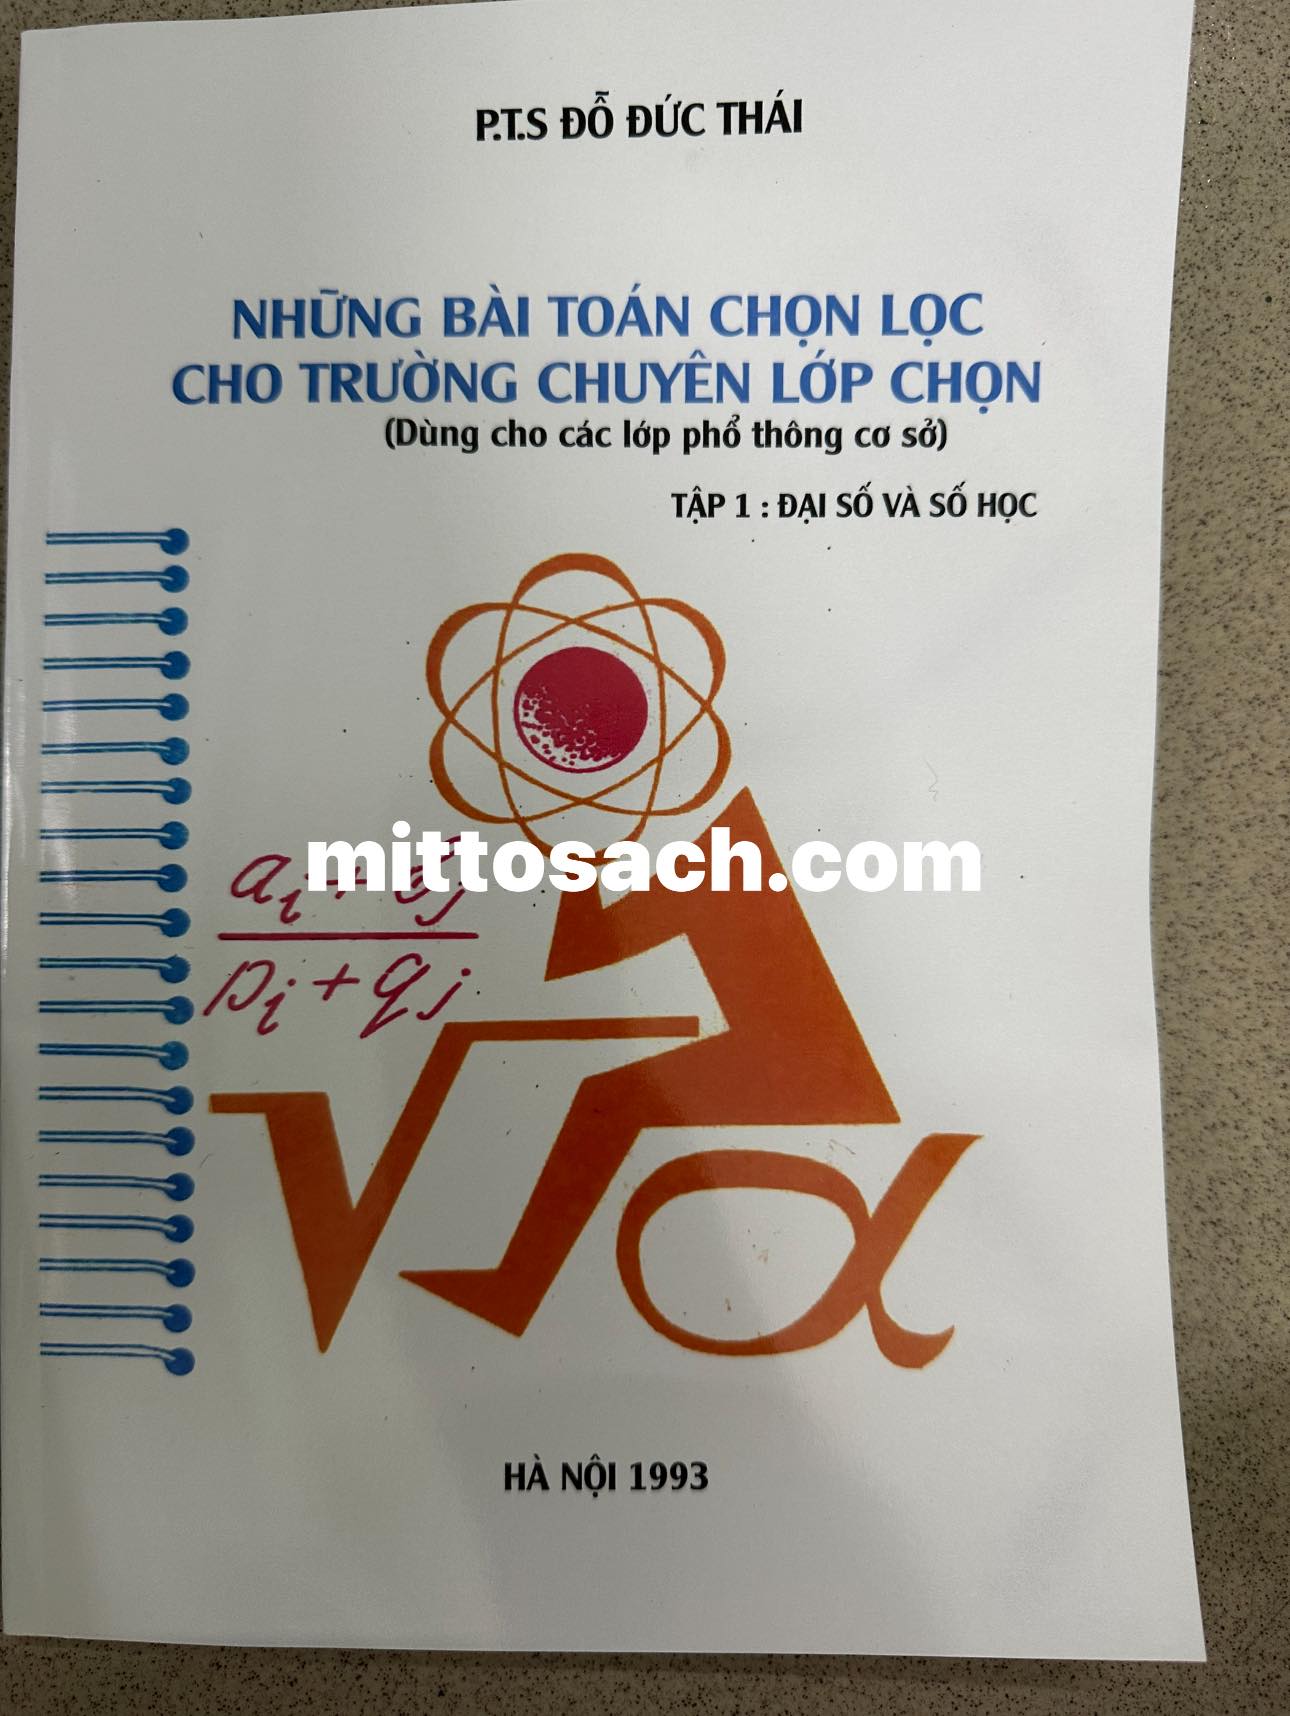 P.T.S ĐỖ ĐỨC THÁI
NHỮNG BÀI TOÁN CHỌN LỌC
CHO TRƯỜNG CHUYÊN LỚP CHỌN
(Dùng cho các lớp phổ thông cơ sở)
TẬP 1 : ĐẠI SỐ VÀ SỐ HỌC
mittosach.com
pᵢ + qⱼ
α
HÀ NỘI 1993